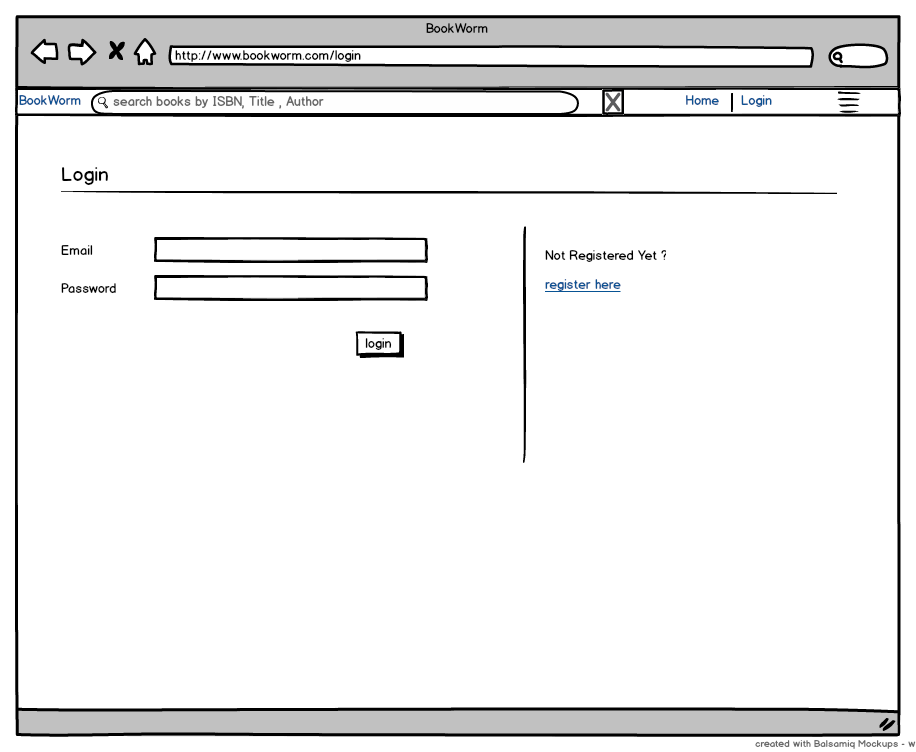 BookWorm
http://www.bookworm.com/login
BookWorm search books by ISBN, Title , Author Home Login
Login
Email
Not Registered Yet ?
Password
register here
login
created with Balsamiq Mockups - w